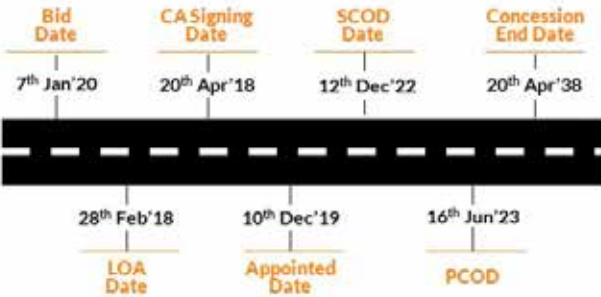 Bid
Date
CA Signing
Date
SCOD
Date
Concession
End Date
7th Jan'20
20th Apr'18
12th Dec'22
20th Apr'38
28th Feb'18
10th Dec'19
16th Jun'23
LOA
Date
Appointed
Date
PCOD